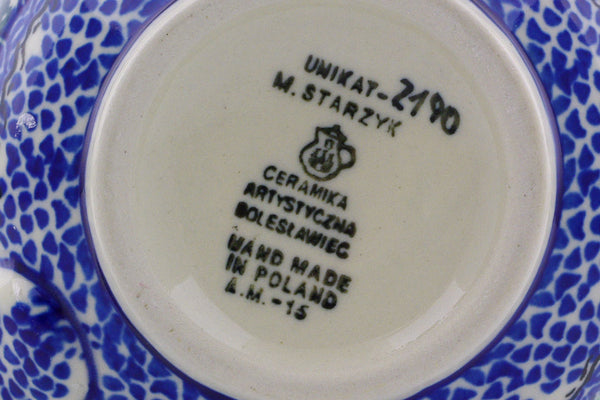 UNIKAT-2190
M. STARZYK
CERAMIKA
ARTYSTYCZNA
BOLESŁAWIEC
HAND MADE
IN POLAND
A.M.-15